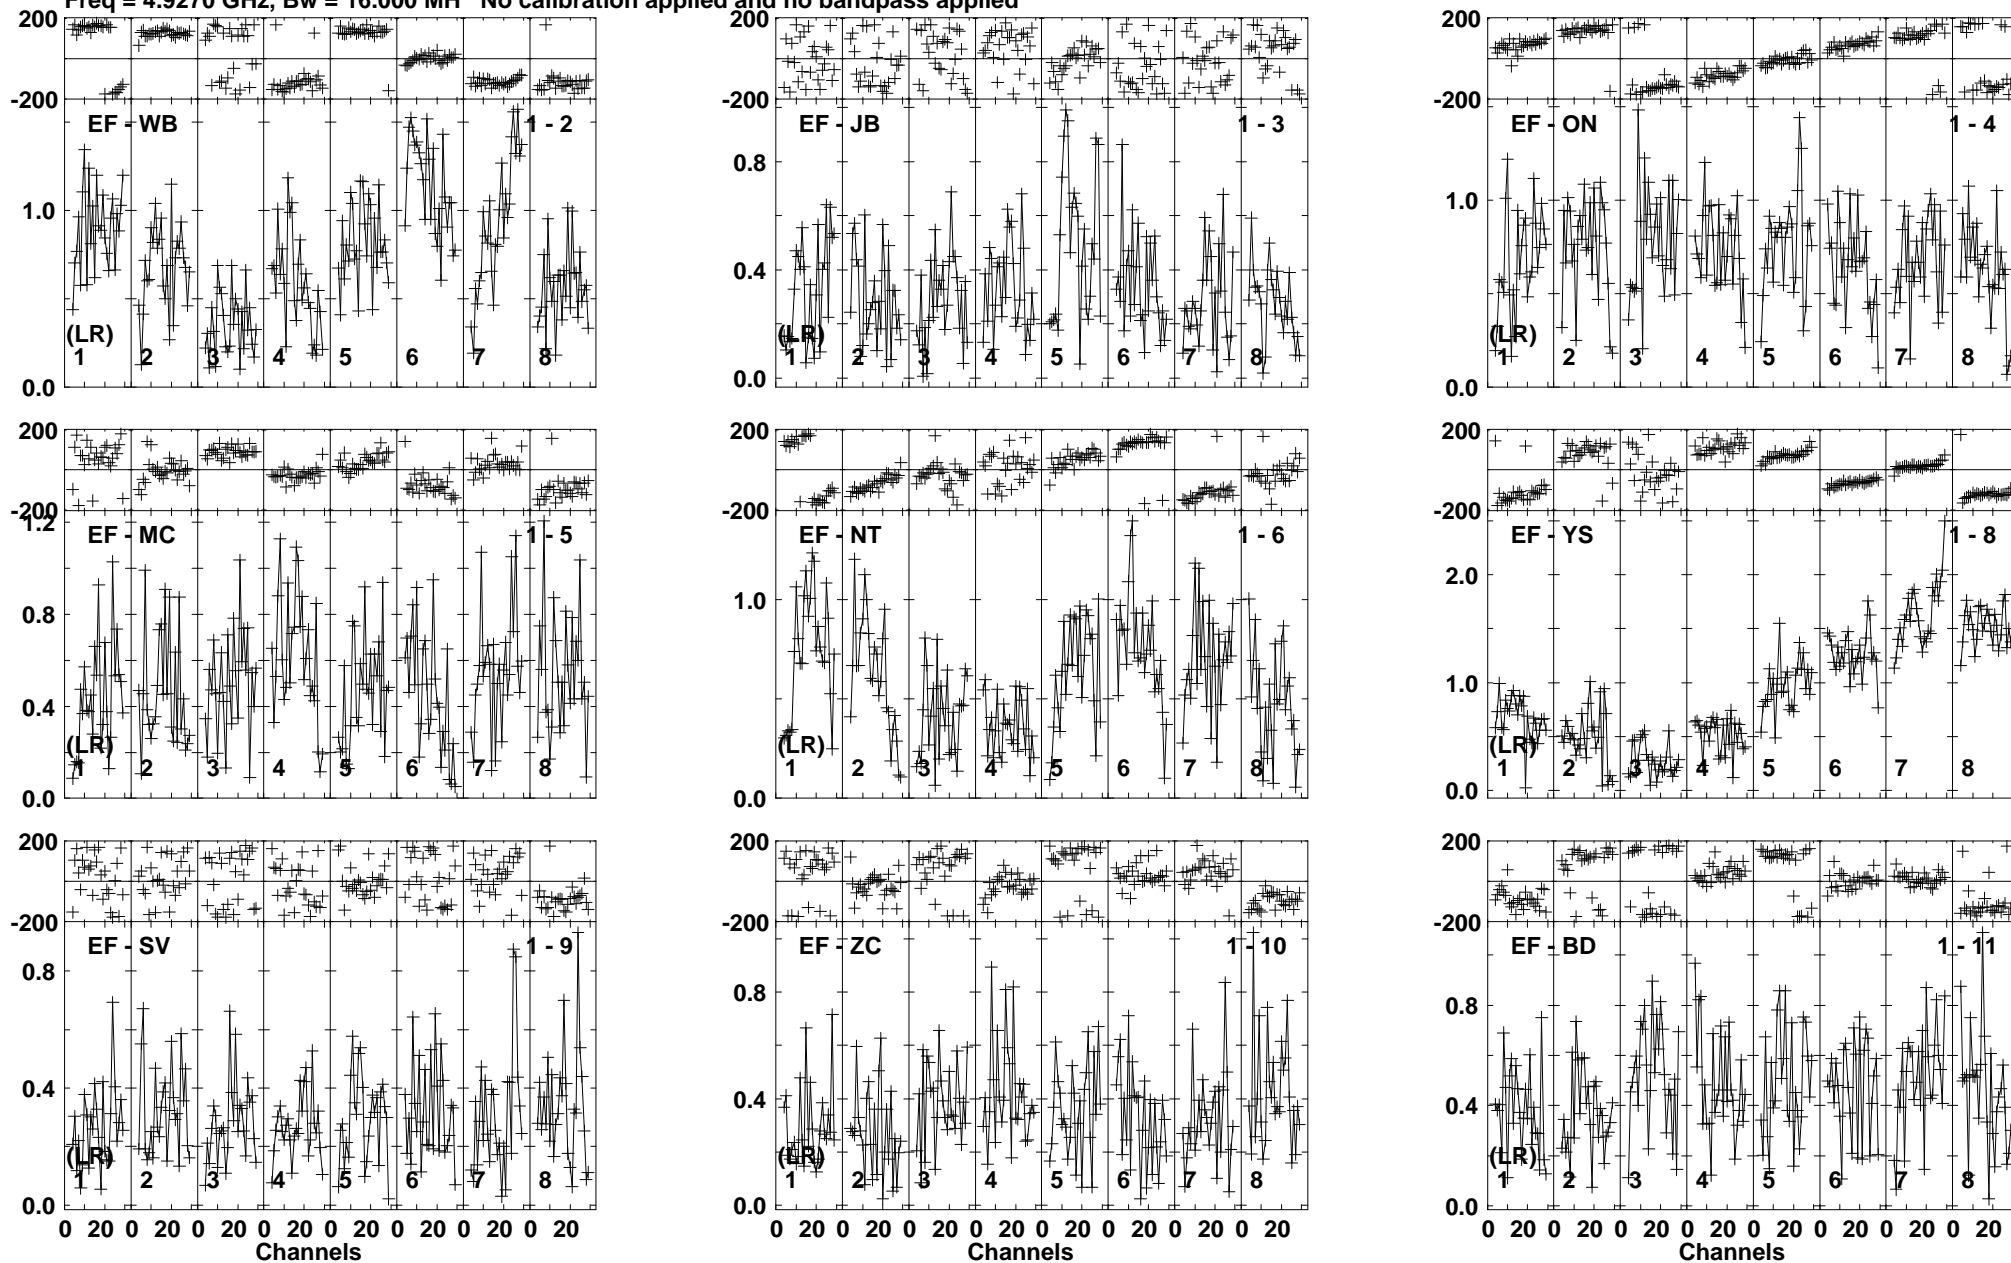 Freq = 4.9270 GHz, Bw = 16.000 MH No calibration applied and no bandpass applied
200
-200
EF - WB 1 - 2
1.0
(LR)
1 2 3 4 5 6 7 8
0.0
200
-200
EF - JB 1 - 3
0.8
0.4
(LR)
1 2 3 4 5 6 7 8
0.0
200
-200
EF - ON 1 - 4
1.0
(LR)
1 2 3 4 5 6 7 8
0.0
200
-200
1.2
EF - MC 1 - 5
0.8
0.4
(LR)
1 2 3 4 5 6 7 8
0.0
200
-200
EF - NT 1 - 6
1.0
(LR)
1 2 3 4 5 6 7 8
0.0
200
-200
EF - YS 1 - 8
2.0
1.0
(LR)
1 2 3 4 5 6 7 8
0.0
200
-200
EF - SV 1 - 9
0.8
0.4
(LR)
1 2 3 4 5 6 7 8
0.0
0 20 0 20 0 20 0 20 0 20 0 20 0 20 0 20
Channels
200
-200
EF - ZC 1 - 10
0.8
0.4
(LR)
1 2 3 4 5 6 7 8
0.0
0 20 0 20 0 20 0 20 0 20 0 20 0 20 0 20
Channels
200
-200
EF - BD 1 - 11
0.8
0.4
(LR)
1 2 3 4 5 6 7 8
0.0
0 20 0 20 0 20 0 20 0 20 0 20 0 20 0 20
Channels